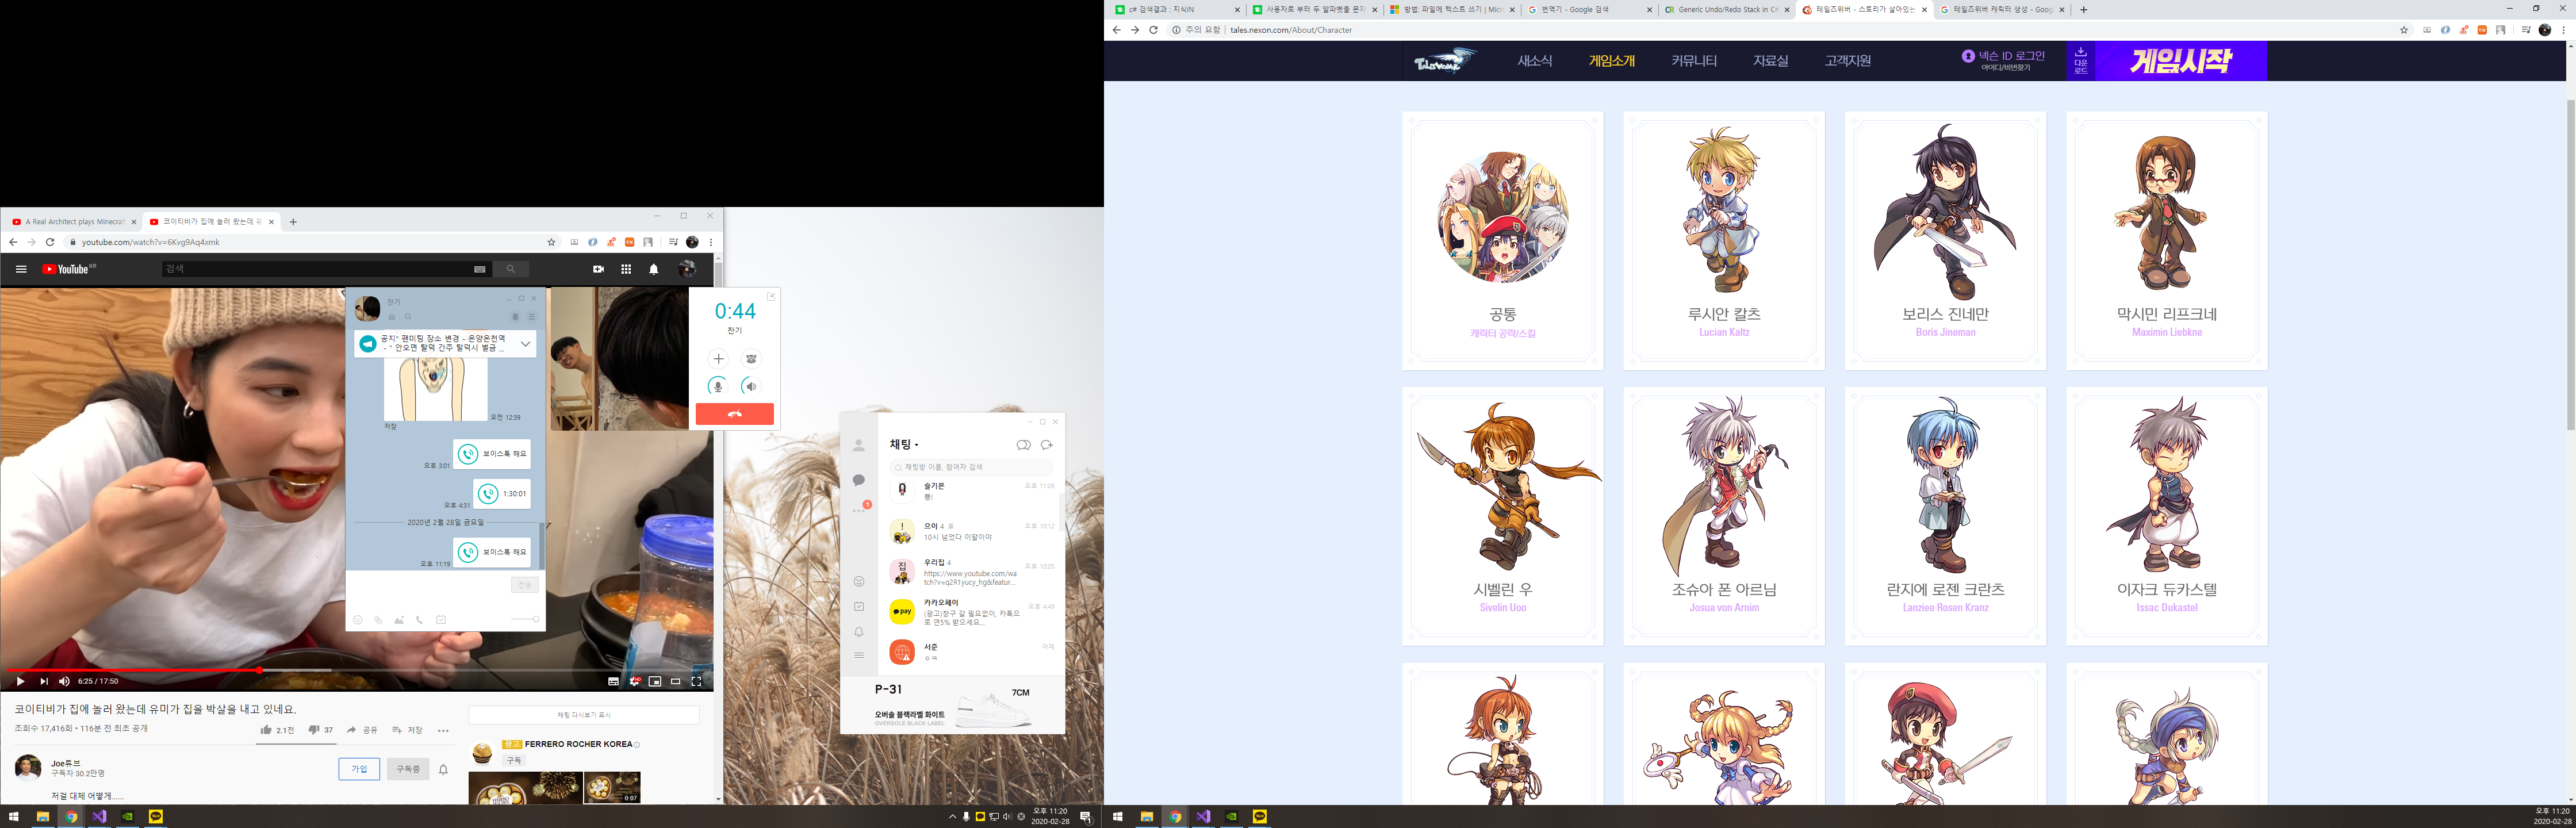 A Real Architect plays Minecraft
코이티비가 집에 놀러 왔는데 유
youtube.com/watch?v=6Kvg9Aq4xmk
YouTube KR
검색
찬기
공지" 팬미팅 장소 변경 - 온양온천역
- " 안오면 탈덕 간주 탈덕시 벌금 ...
오전 12:39
저장
보이스톡 해요
오후 3:01
1:30:01
오후 4:31
2020년 2월 28일 금요일
보이스톡 해요
오후 11:19
전송
0:44
찬기
6:25 / 17:50
코이티비가 집에 놀러 왔는데 유미가 집을 박살을 내고 있네요.
조회수 17,416회 • 116분 전 최초 공개
2.1천
37
공유
저장
Joe튜브
구독자 30.2만명
가입
구독중
저걸 대체 어떻게......
채팅 다시보기 표시
광고 FERRERO ROCHER KOREA
구독
0:07
채팅
채팅방 이름, 참여자 검색
슬기몬
오후 11:09
뿅!
으이 4
오후 10:12
10시 넘었다 이말이야
우리집 4
오후 10:03
https://www.youtube.com/wa
tch?v=q2R1yucy_hg&featur...
카카오페이
오후 4:49
(광고)창구 갈 필요없이, 카톡으
로 연5% 받으세요...
서준
어제
ㅇㅋ
P-31
7CM
오버솔 블랙라벨 화이트
OVERSOLE BLACK LABEL
오후 11:20
2020-02-28
c# 검색결과 : 지식iN
사용자로 부터 두 알파벳을 문자
방법: 파일에 텍스트 쓰기 | Micr
번역기 - Google 검색
Generic Undo/Redo Stack in C#
테일즈위버 - 스토리가 살아있는
테일즈위버 캐릭터 생성 - Goog
주의 요함 | tales.nexon.com/About/Character
TalesWeaver
새소식
게임소개
커뮤니티
자료실
고객지원
넥슨 ID 로그인
아이디/비번찾기
다운
로드
게임시작
공통
캐릭터 공략/스킬
루시안 칼츠
Lucian Kaltz
보리스 진네만
Boris Jineman
막시민 리프크네
Maximin Liebkne
시벨린 우
Sivelin Uoo
조슈아 폰 아르님
Josua von Arnim
란지에 로젠크란츠
Lanziee Rosen Kranz
이자크 듀카스텔
Issac Dukastel
오후 11:20
2020-02-28